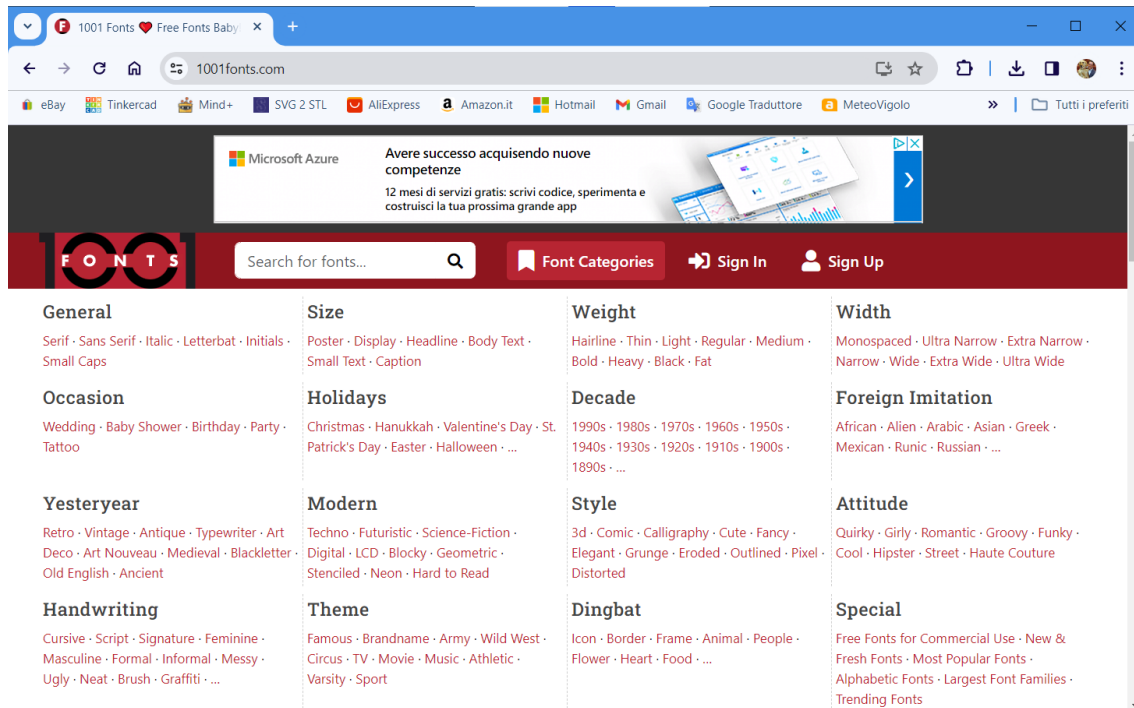 1001 Fonts ❤ Free Fonts Baby
1001fonts.com
eBay Tinkercad Mind+ SVG 2 STL AliExpress Amazon.it Hotmail Gmail Google Traduttore MeteoVigolo » Tutti i preferiti
Microsoft Azure
Avere successo acquisendo nuove
competenze
12 mesi di servizi gratis: scrivi codice, sperimenta e
costruisci la tua prossima grande app
1001 FONTS Search for fonts... Font Categories Sign In Sign Up
General Size Weight Width
Serif · Sans Serif · Italic · Letterbat · Initials ·
Small Caps
Poster · Display · Headline · Body Text ·
Small Text · Caption
Hairline · Thin · Light · Regular · Medium ·
Bold · Heavy · Black · Fat
Monospaced · Ultra Narrow · Extra Narrow ·
Narrow · Wide · Extra Wide · Ultra Wide
Occasion Holidays Decade Foreign Imitation
Wedding · Baby Shower · Birthday · Party ·
Tattoo
Christmas · Hanukkah · Valentine's Day · St.
Patrick's Day · Easter · Halloween · ...
1990s · 1980s · 1970s · 1960s · 1950s ·
1940s · 1930s · 1920s · 1910s · 1900s ·
1890s · ...
African · Alien · Arabic · Asian · Greek ·
Mexican · Runic · Russian · ...
Yesteryear Modern Style Attitude
Retro · Vintage · Antique · Typewriter · Art
Deco · Art Nouveau · Medieval · Blackletter ·
Old English · Ancient
Techno · Futuristic · Science-Fiction ·
Digital · LCD · Blocky · Geometric ·
Stenciled · Neon · Hard to Read
3d · Comic · Calligraphy · Cute · Fancy ·
Elegant · Grunge · Eroded · Outlined · Pixel ·
Distorted
Quirky · Girly · Romantic · Groovy · Funky ·
Cool · Hipster · Street · Haute Couture
Handwriting Theme Dingbat Special
Cursive · Script · Signature · Feminine ·
Masculine · Formal · Informal · Messy ·
Ugly · Neat · Brush · Graffiti · ...
Famous · Brandname · Army · Wild West ·
Circus · TV · Movie · Music · Athletic ·
Varsity · Sport
Icon · Border · Frame · Animal · People ·
Flower · Heart · Food · ...
Free Fonts for Commercial Use · New &
Fresh Fonts · Most Popular Fonts ·
Alphabetic Fonts · Largest Font Families ·
Trending Fonts